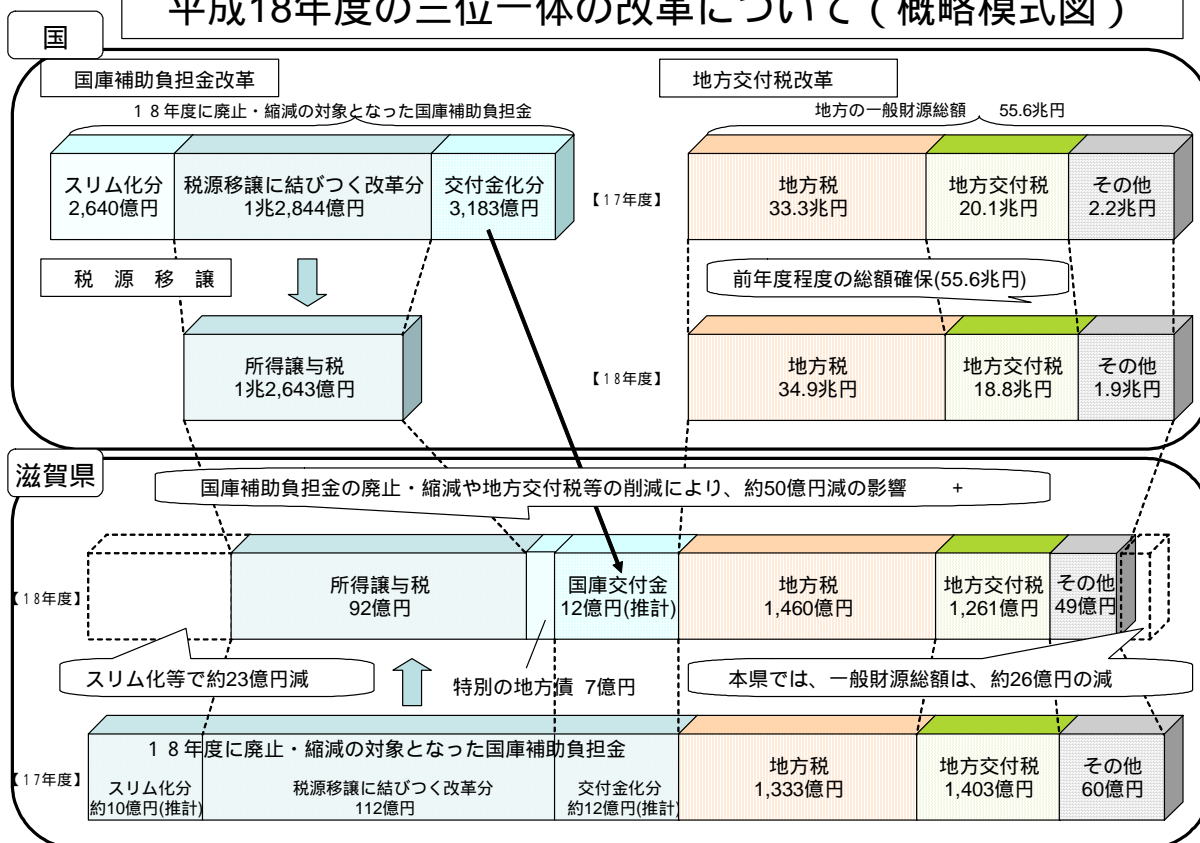 平成18年度の三位一体の改革について（概略模式図）
国
国庫補助負担金改革
18年度に廃止・縮減の対象となった国庫補助負担金
スリム化分
2,640億円
税源移譲に結びつく改革分
1兆2,844億円
交付金化分
3,183億円
税源移譲
所得譲与税
1兆2,643億円
地方交付税改革
地方の一般財源総額 55.6兆円
【17年度】
地方税
33.3兆円
地方交付税
20.1兆円
その他
2.2兆円
前年度程度の総額確保(55.6兆円)
【18年度】
地方税
34.9兆円
地方交付税
18.8兆円
その他
1.9兆円
滋賀県
国庫補助負担金の廃止・縮減や地方交付税等の削減により、約50億円減の影響 +
【18年度】
所得譲与税
92億円
国庫交付金
12億円(推計)
地方税
1,460億円
地方交付税
1,261億円
その他
49億円
スリム化等で約23億円減
特別の地方債 7億円
本県では、一般財源総額は、約26億円の減
【17年度】
18年度に廃止・縮減の対象となった国庫補助負担金
スリム化分
約10億円(推計)
税源移譲に結びつく改革分
112億円
交付金化分
約12億円(推計)
地方税
1,333億円
地方交付税
1,403億円
その他
60億円